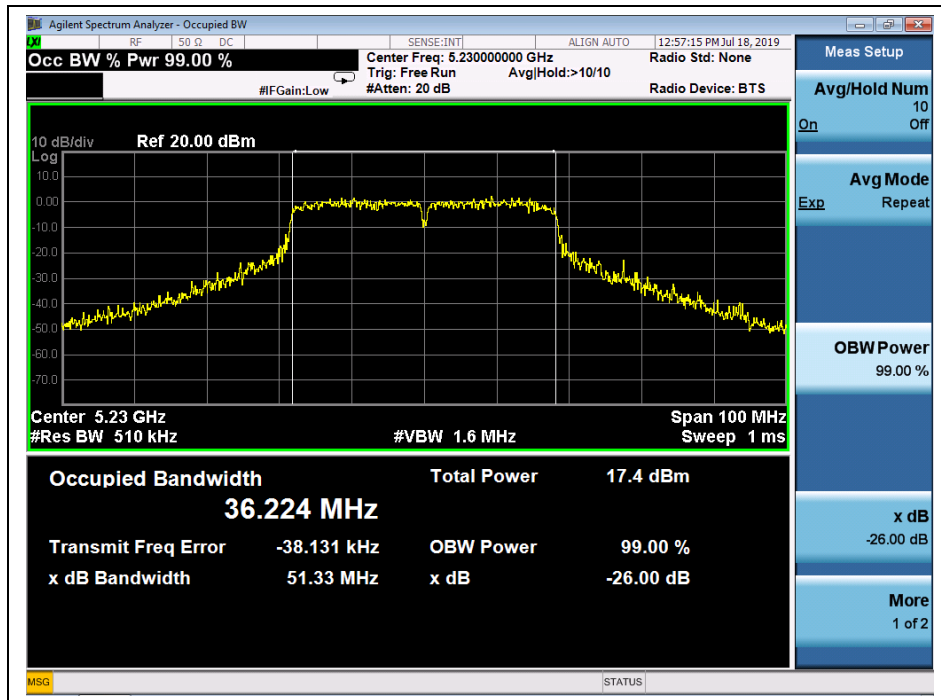 Agilent Spectrum Analyzer - Occupied BW
LXI RF 50 Ω DC SENSE:INT ALIGN AUTO 12:57:15 PM Jul 18, 2019
Occ BW % Pwr 99.00 % Center Freq: 5.230000000 GHz Radio Std: None
Trig: Free Run Avg|Hold:>10/10
#IFGain:Low #Atten: 20 dB Radio Device: BTS
10 dB/div Ref 20.00 dBm
Log
10.0
0.00
-10.0
-20.0
-30.0
-40.0
-50.0
-60.0
-70.0
Center 5.23 GHz Span 100 MHz
#Res BW 510 kHz #VBW 1.6 MHz Sweep 1 ms
Occupied Bandwidth Total Power 17.4 dBm
36.224 MHz
Transmit Freq Error -38.131 kHz OBW Power 99.00 %
x dB Bandwidth 51.33 MHz x dB -26.00 dB
Meas Setup
Avg/Hold Num
10
On Off
Avg Mode
Exp Repeat
OBW Power
99.00 %
x dB
-26.00 dB
More
1 of 2
MSG STATUS